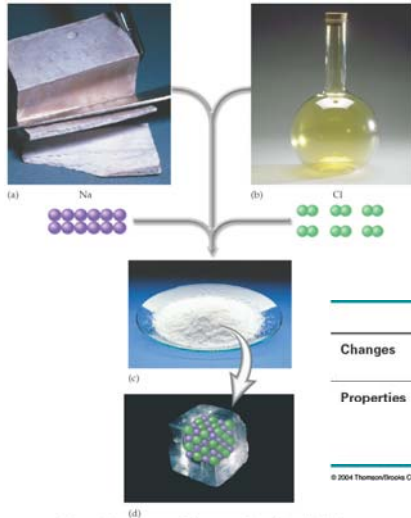 (a) Na
(b) Cl
(c)
(d)
Changes
Properties
© 2004 Thomson/Brooks C